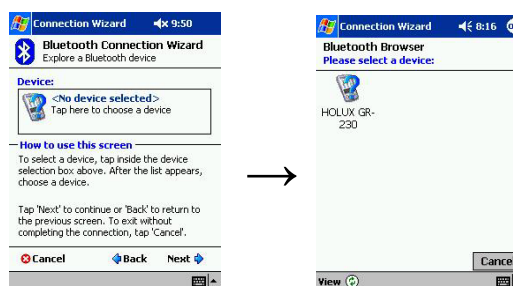 Connection Wizard 9:50
Bluetooth Connection Wizard
Explore a Bluetooth device
Device:
<No device selected>
Tap here to choose a device
How to use this screen
To select a device, tap inside the device
selection box above. After the list appears,
choose a device.
Tap 'Next' to continue or 'Back' to return to
the previous screen. To exit without
completing the connection, tap 'Cancel'.
Cancel Back Next
→
Connection Wizard 8:16
Bluetooth Browser
Please select a device:
HOLUX GR-
230
Cancel
View